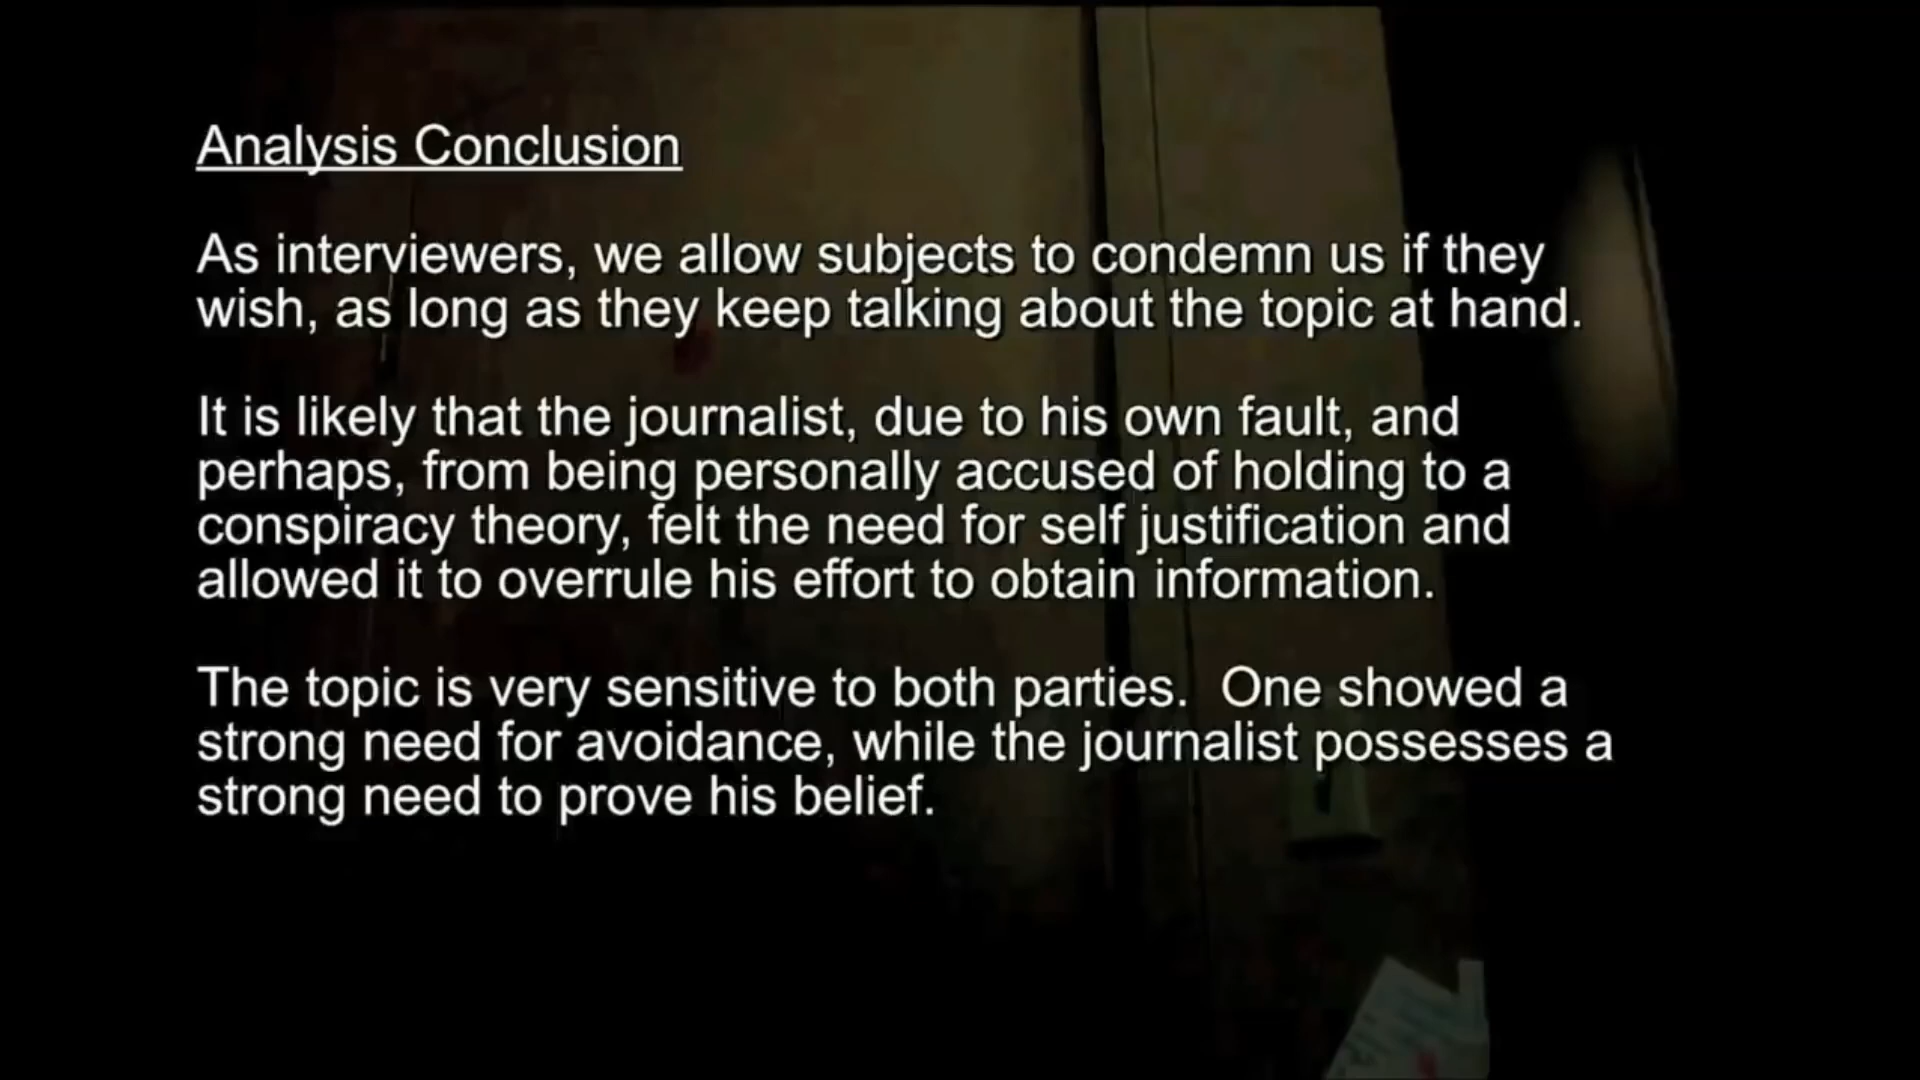 Analysis Conclusion
As interviewers, we allow subjects to condemn us if they
wish, as long as they keep talking about the topic at hand.
It is likely that the journalist, due to his own fault, and
perhaps, from being personally accused of holding to a
conspiracy theory, felt the need for self justification and
allowed it to overrule his effort to obtain information.
The topic is very sensitive to both parties.  One showed a
strong need for avoidance, while the journalist possesses a
strong need to prove his belief.